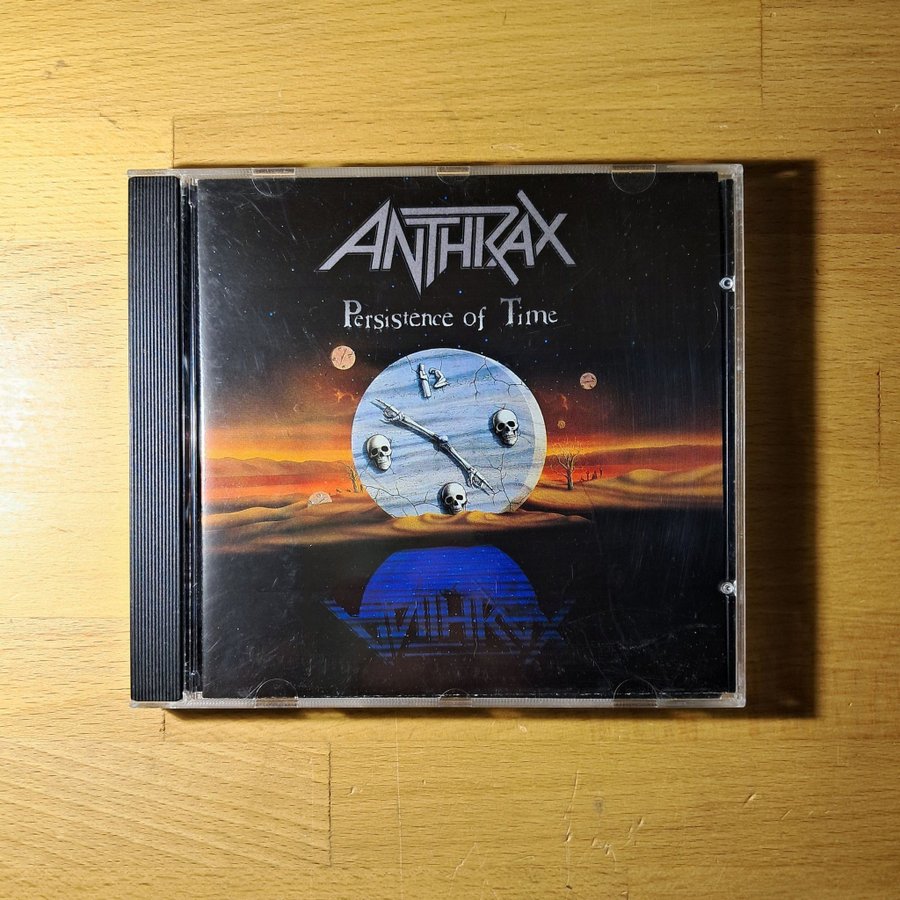 ANTHRAX
Persistence of Time
12
ANTHRAX